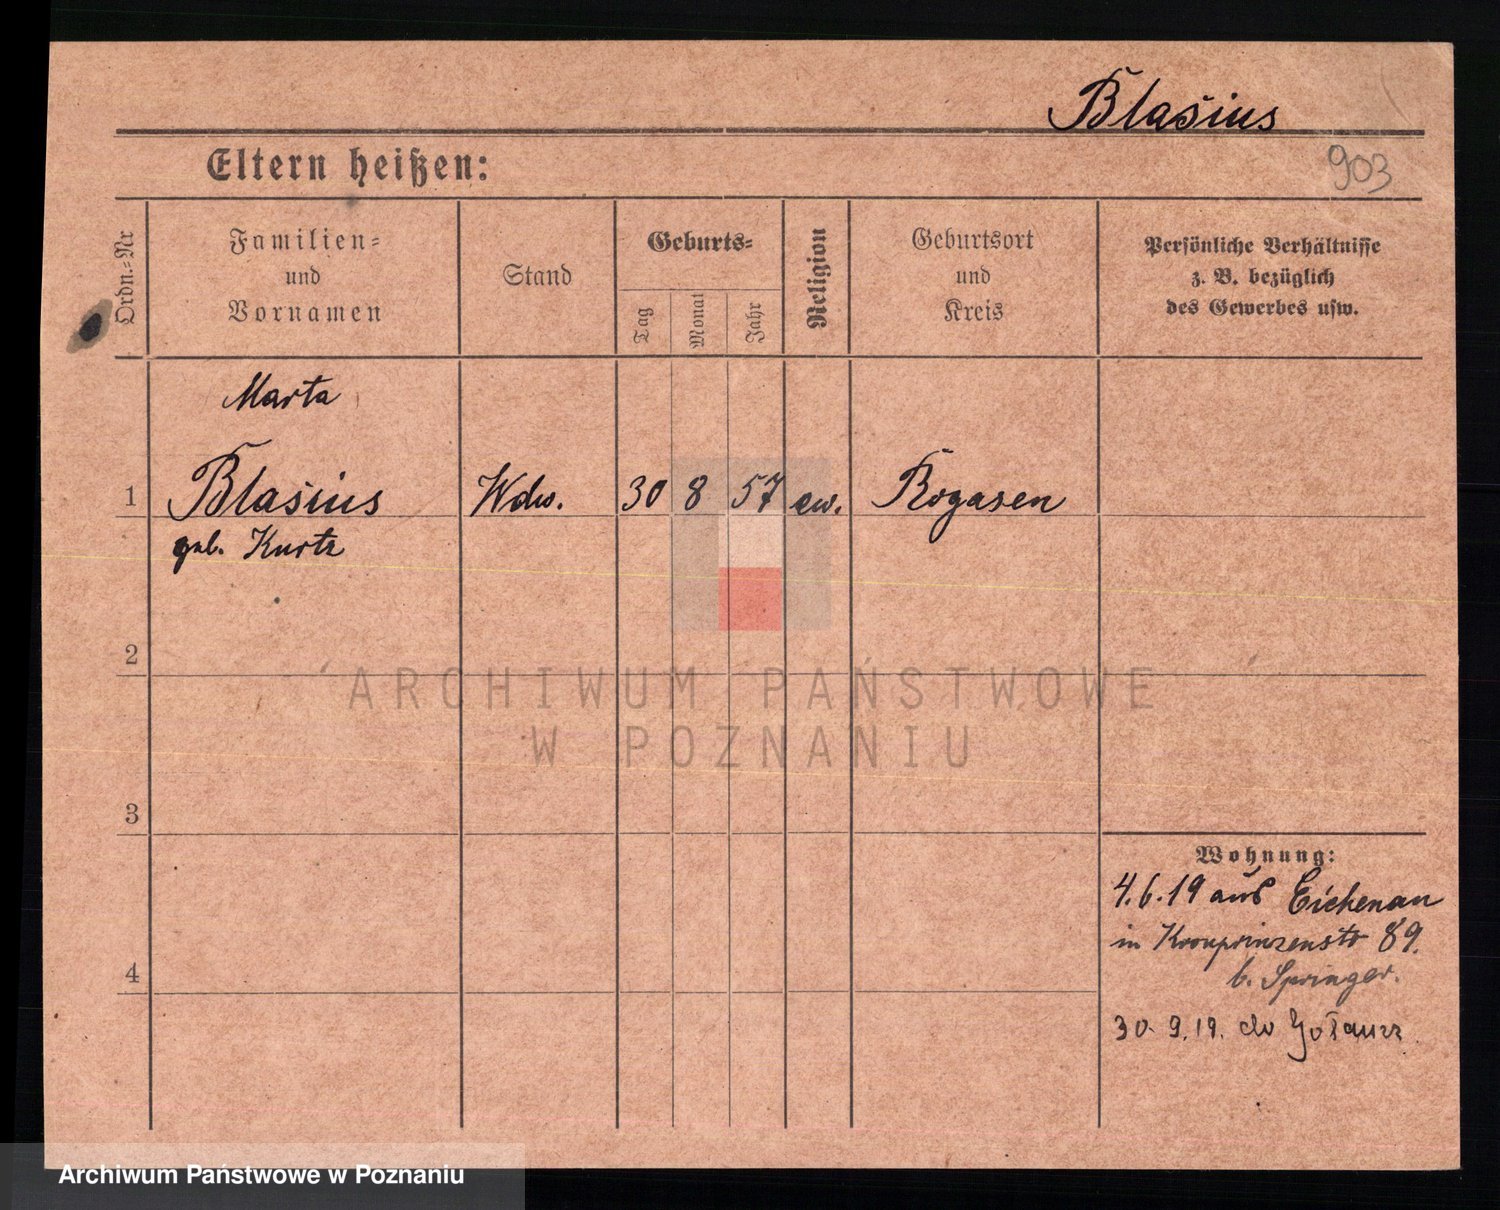 Blasius
Eltern heißen:
903
Ordn.-Nr
Familien-
und
Vornamen
Stand
Geburts-
Tag
Monat
Jahr
Religion
Geburtsort
und
Kreis
Persönliche Verhältnisse
z. B. bezüglich
des Gewerbes usw.
Marta
1 Blasius Ww. 30 8 57 ev. Rogasen
geb. Kurtz
2
ARCHIWUM PAŃSTWOWE
W POZNANIU
3
Wohnung:
4.6.19 aus Eichenau
in Kronprinzenstr 89.
b. Springer.
4
30. 9.19. do
Archiwum Państwowe w Poznaniu